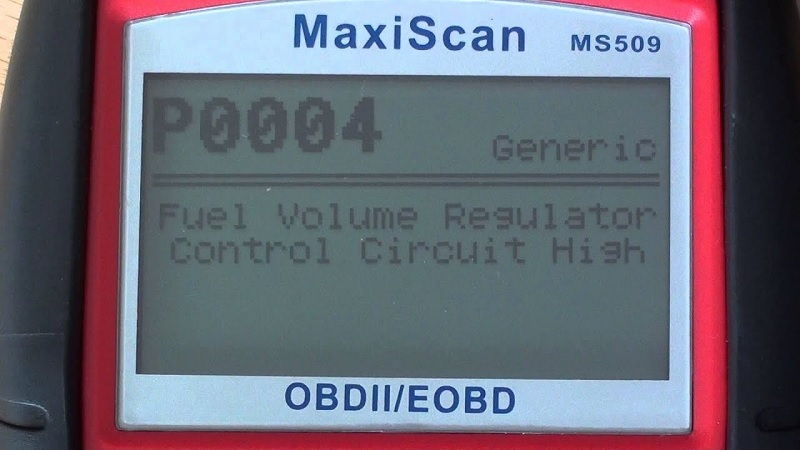 MaxiScan MS509
P0004 Generic
Fuel Volume Regulator
Control Circuit High
OBDII/EOBD